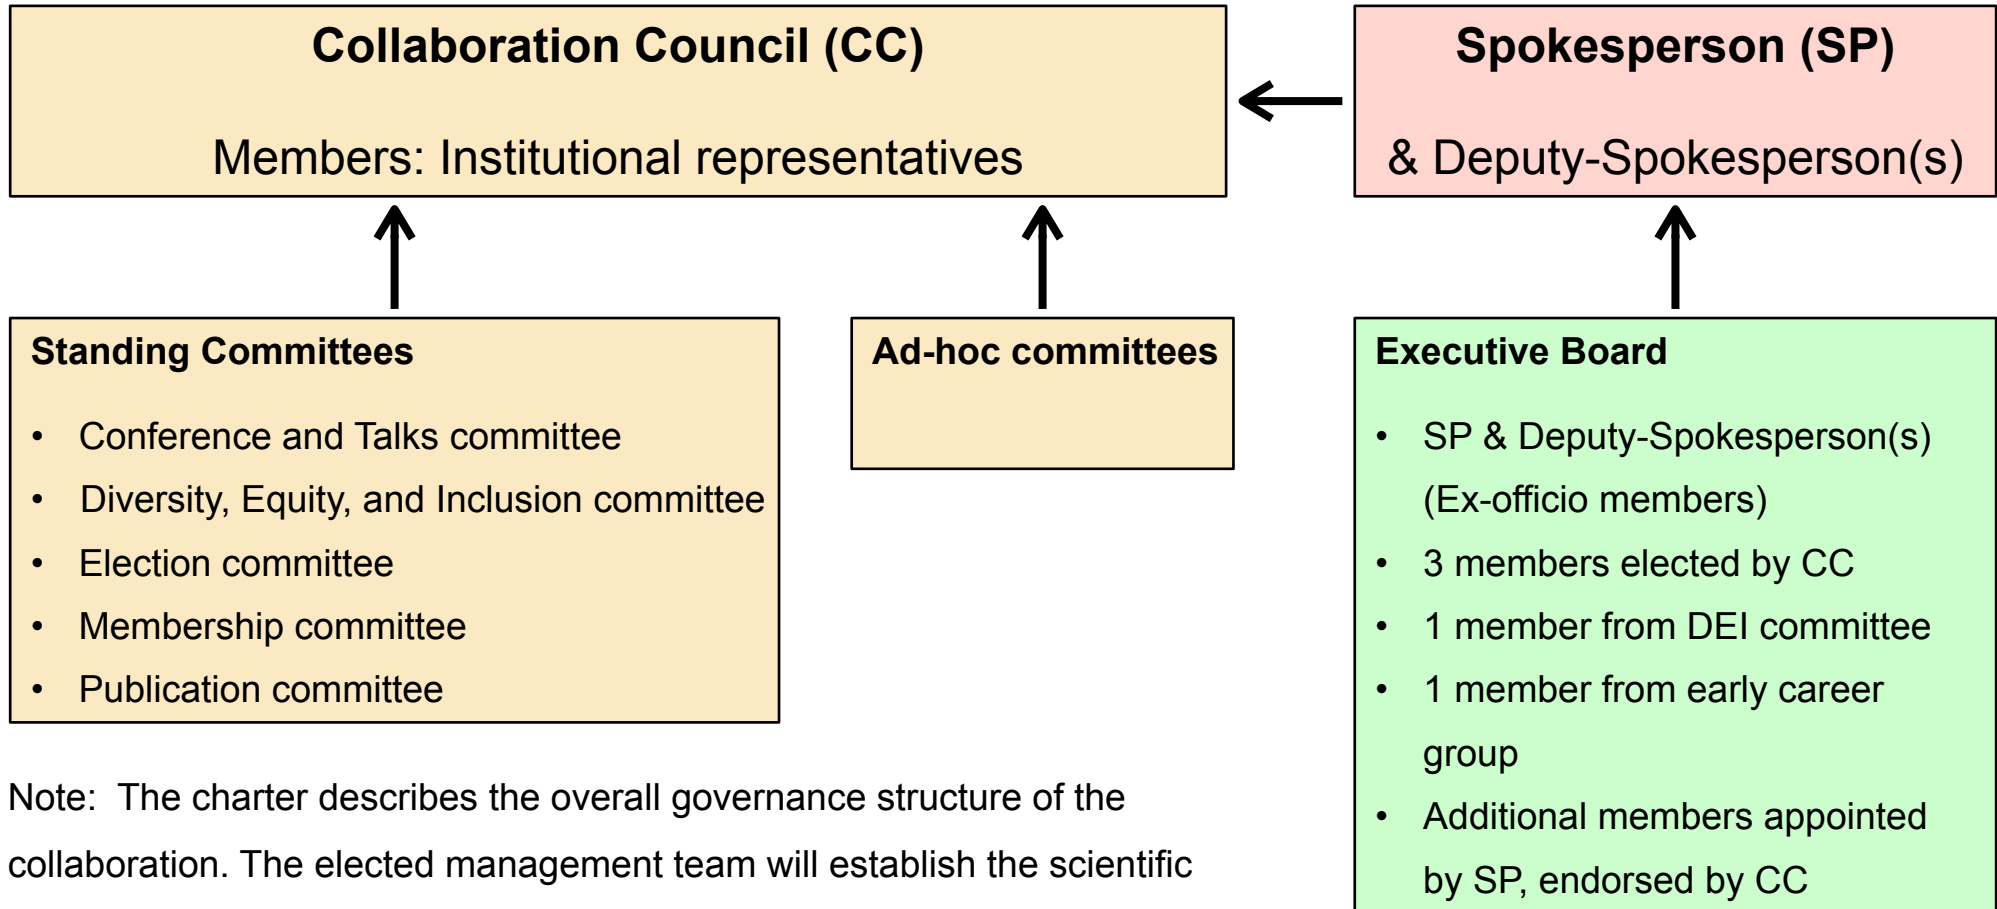 Collaboration Council (CC)
Members: Institutional representatives
Spokesperson (SP)
& Deputy-Spokesperson(s)
Standing Committees
• Conference and Talks committee
• Diversity, Equity, and Inclusion committee
• Election committee
• Membership committee
• Publication committee
Ad-hoc committees
Executive Board
• SP & Deputy-Spokesperson(s)
(Ex-officio members)
• 3 members elected by CC
• 1 member from DEI committee
• 1 member from early career
group
• Additional members appointed
by SP, endorsed by CC
Note: The charter describes the overall governance structure of the
collaboration. The elected management team will establish the scientific